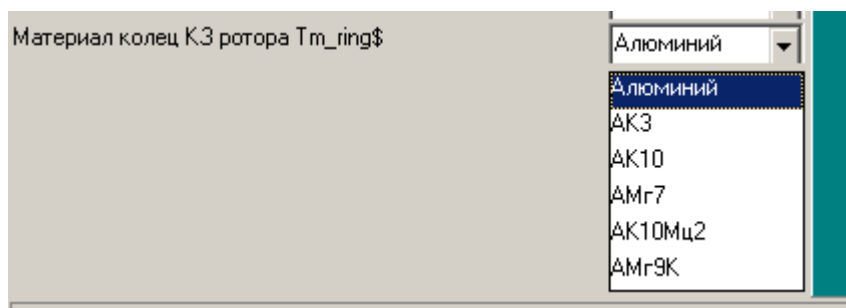 Материал колец КЗ ротора Tm_ring$
Алюминий
Алюминий
АК3
АК10
АМг7
АК10Мц2
АМг9К